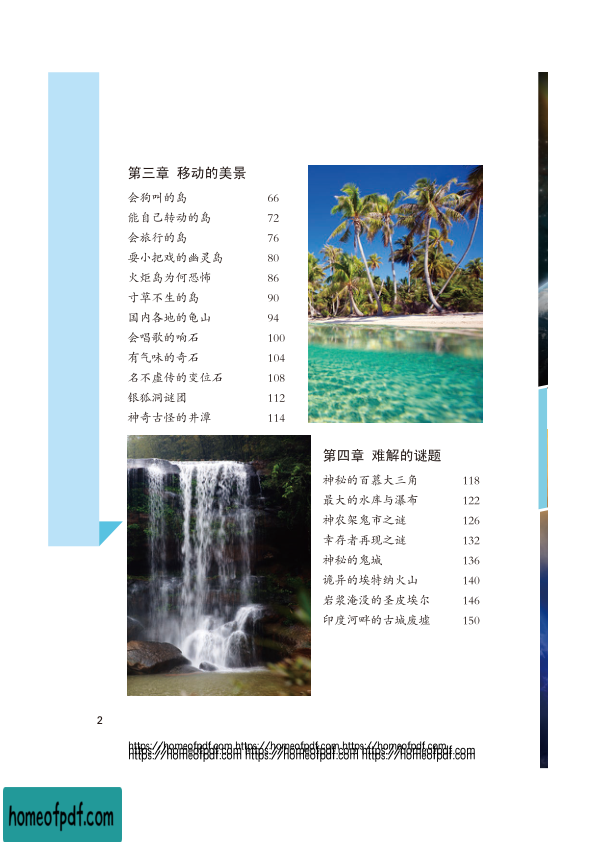 第三章 移动的美景
会狗叫的岛 66
能自己转动的岛 72
会旅行的岛 76
耍小把戏的幽灵岛 80
火炬岛为何恐怖 86
寸草不生的岛 90
国内各地的龟山 94
会唱歌的响石 100
有气味的奇石 104
名不虚传的变位石 108
银狐洞谜团 112
神奇古怪的井潭 114
第四章 难解的谜题
神秘的百慕大三角 118
最大的水库与瀑布 122
神农架鬼市之谜 126
幸存者再现之谜 132
神秘的鬼城 136
诡异的埃特纳火山 140
岩浆淹没的圣皮埃尔 146
印度河畔的古城废墟 150
2
https://homeofpdf.com https://homeofpdf.com https://homeofpdf.com
https://homeofpdf.com https://homeofpdf.com https://homeofpdf.com
https://homeofpdf.com https://homeofpdf.com https://homeofpdf.com
homeofpdf.com